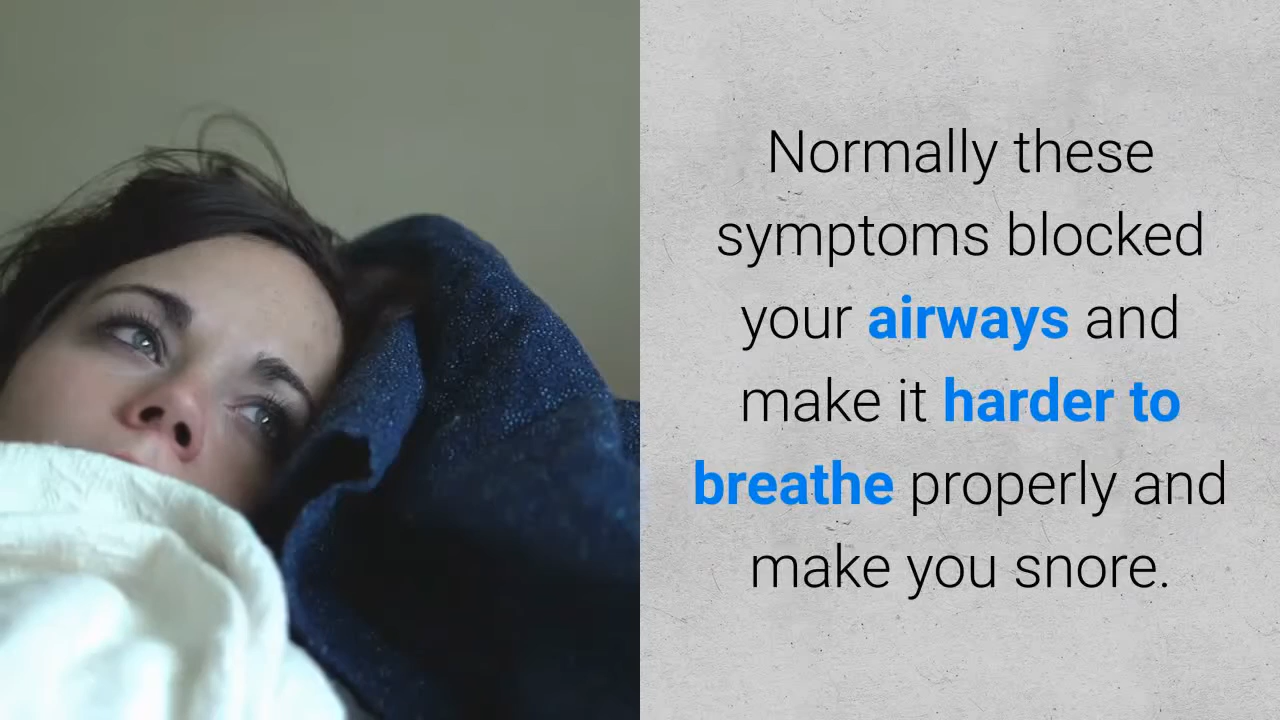 Normally these
symptoms blocked
your airways and
make it harder to
breathe properly and
make you snore.